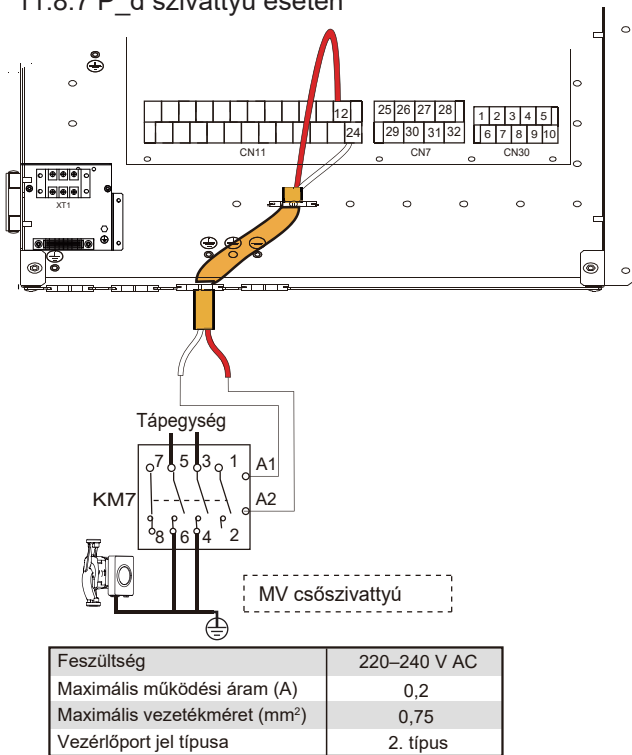 11.8.7 P_d szivattyú esetén
12
25 26 27 28
1 2 3 4 5
24
29 30 31 32
6 7 8 9 10
CN11
CN7
CN30
XT1
Tápegység
7 5 3 1
A1
KM7
A2
8 6 4 2
MV csőszivattyú
Feszültség 220–240 V AC
Maximális működési áram (A) 0,2
Maximális vezetékméret (mm²) 0,75
Vezérlőport jel típusa 2. típus